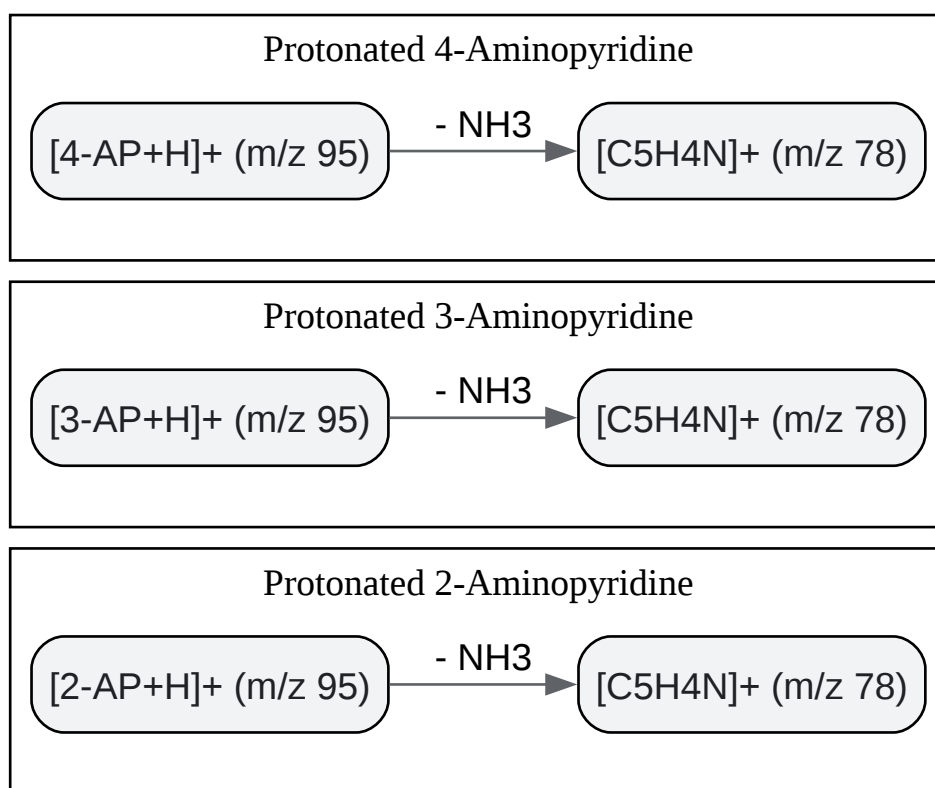 Protonated 4-Aminopyridine
- NH3
[4-AP+H]+ (m/z 95)
[C5H4N]+ (m/z 78)
Protonated 3-Aminopyridine
- NH3
[3-AP+H]+ (m/z 95)
[C5H4N]+ (m/z 78)
Protonated 2-Aminopyridine
- NH3
[2-AP+H]+ (m/z 95)
[C5H4N]+ (m/z 78)